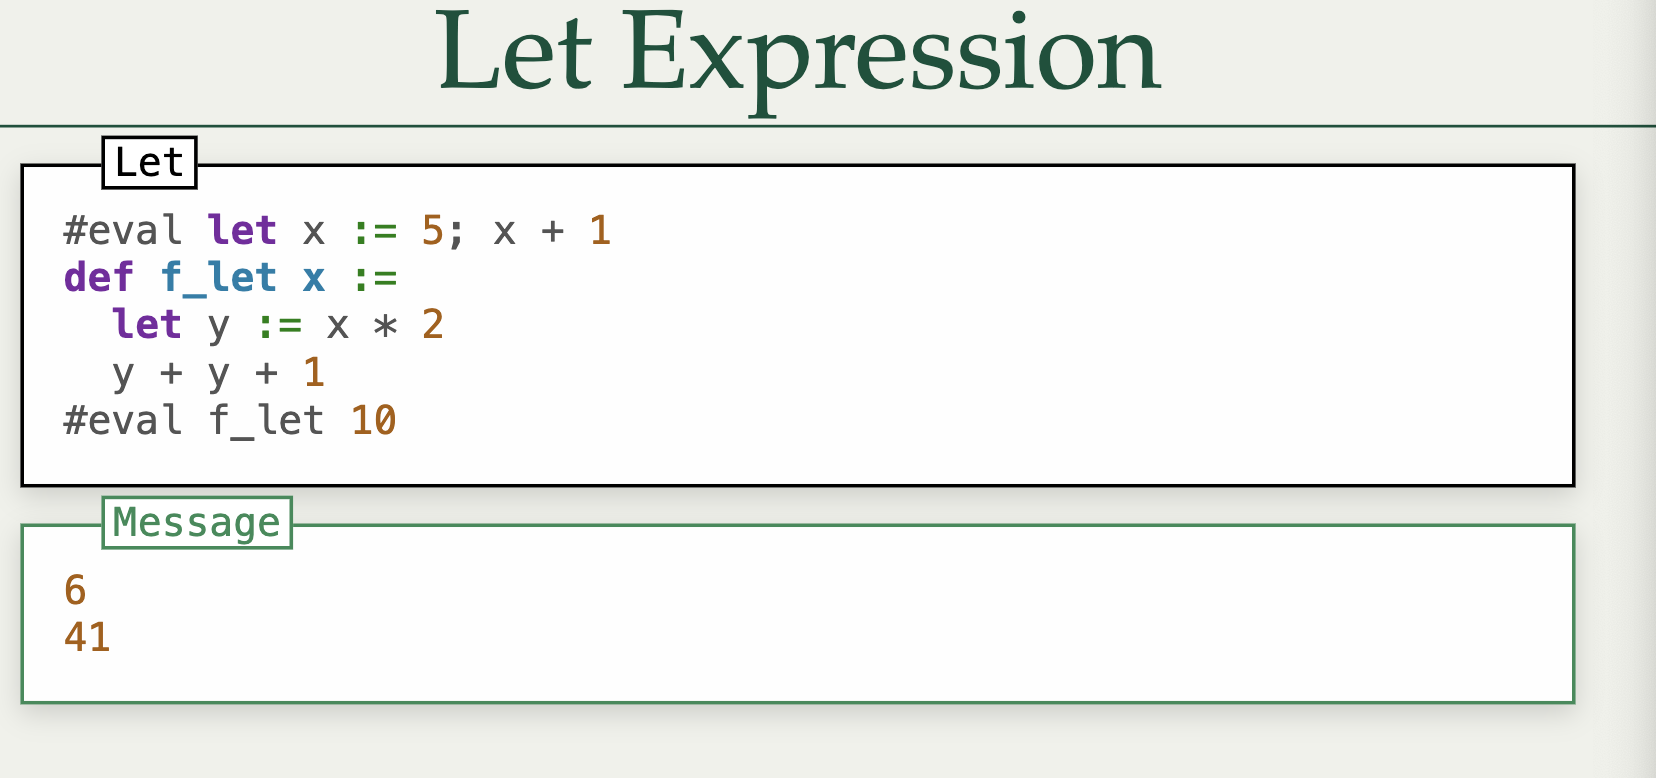 Let Expression
Let
#eval let x := 5; x + 1
def f_let x :=
  let y := x * 2
  y + y + 1
#eval f_let 10
Message
6
41